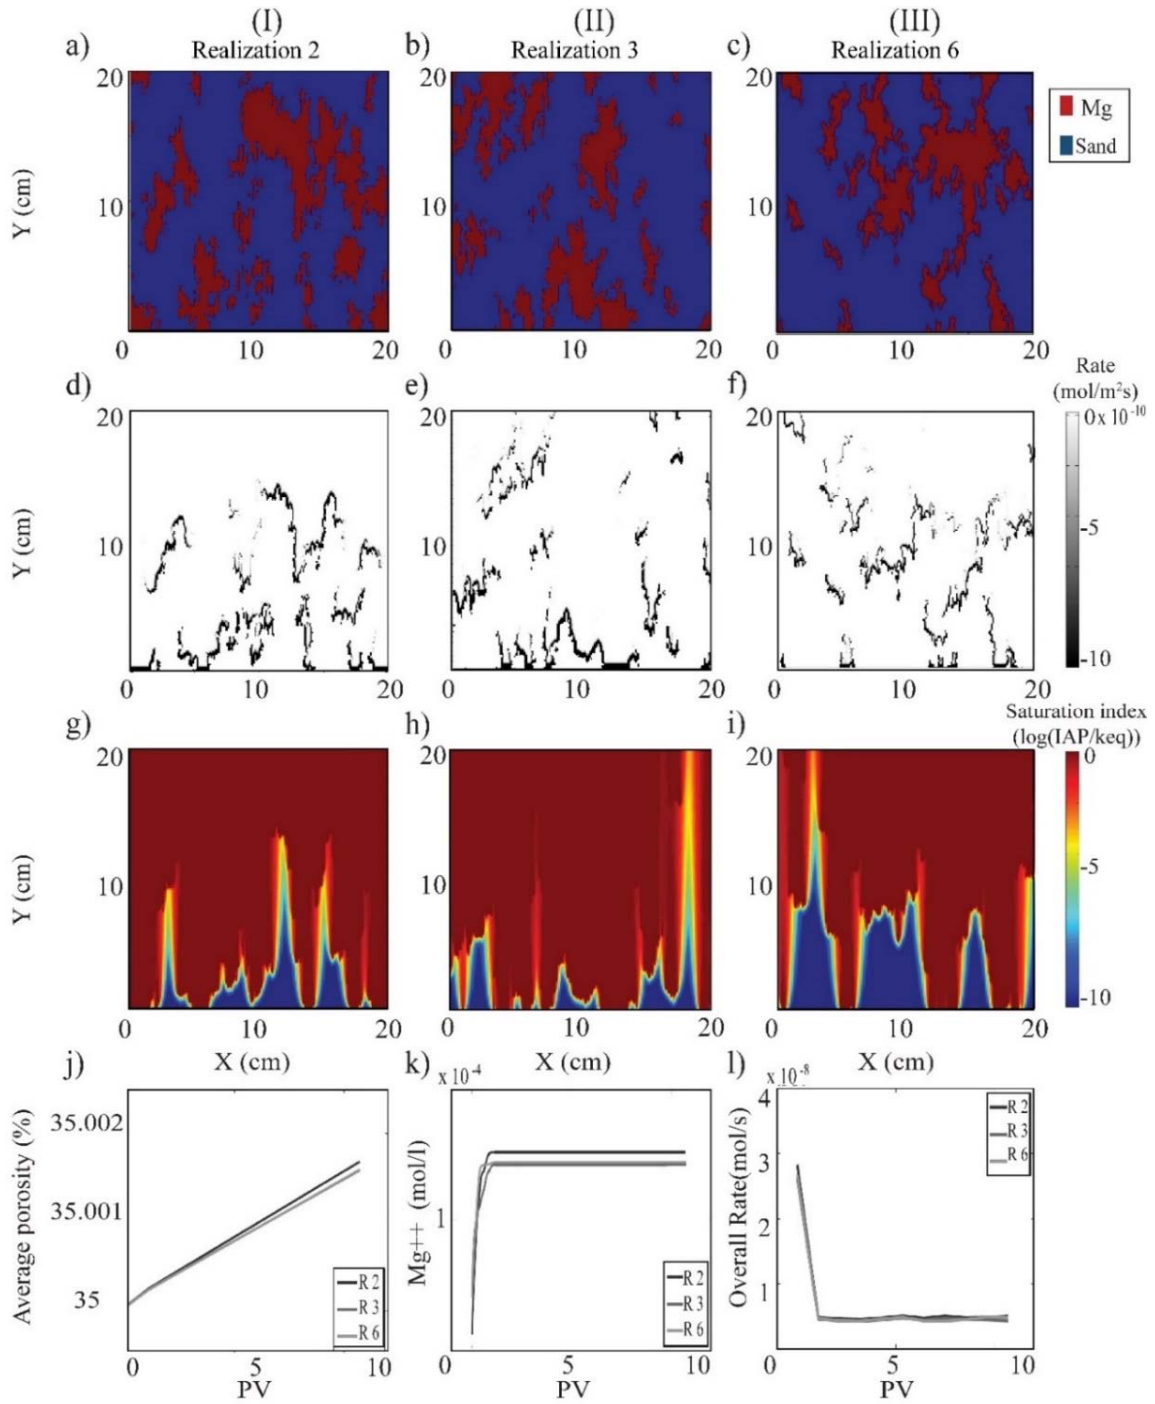 (I) (II) (III)
a) Realization 2 b) Realization 3 c) Realization 6
20 20 20
Mg
Sand
Y (cm)
10 10 10
0 10 20 0 10 20 0 10 20
d) e) f) Rate
(mol/m²s)
20 20 20 0x 10⁻¹⁰
Y (cm)
-5
10 10 10
-10
0 10 20 0 10 20 0 10 20
g) h) i) Saturation index
(log(IAP/keq))
20 20 20 0
Y (cm)
-5
10 10 10
-10
0 10 20 0 10 20 0 10 20
X (cm) X (cm)
j) k) l)
x 10⁻⁴ x 10⁻⁸
Average porosity (%)
35.002
35.001
35
R 2
R 3
R 6
0 5 10
PV
Mg++ (mol/l)
1
R 2
R 3
R 6
0 5 10
PV
Overall Rate(mol/s)
4
3
2
1
R 2
R 3
R 6
0 5 10
PV